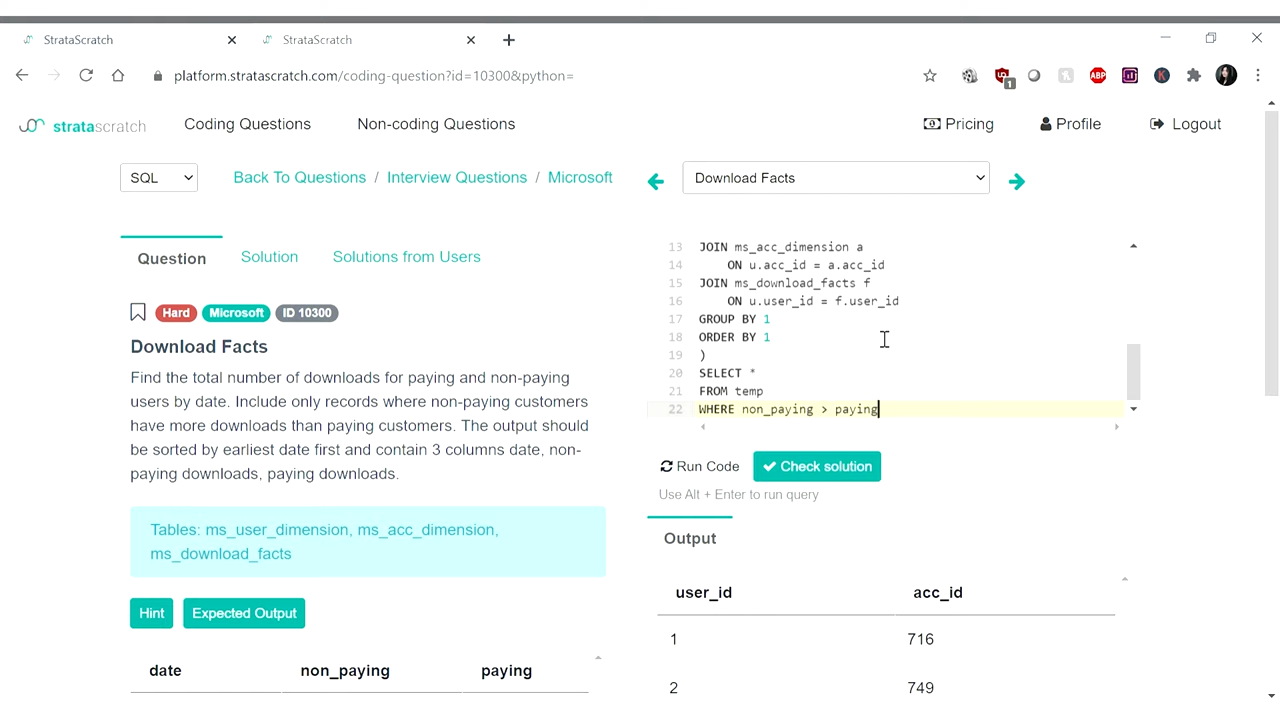 StrataScratch
StrataScratch
platform.stratascratch.com/coding-question?id=10300&python=
1
ABP
K
stratascratch
Coding Questions
Non-coding Questions
Pricing
Profile
Logout
SQL
Back To Questions / Interview Questions / Microsoft
Download Facts
Question
Solution
Solutions from Users
Hard
Microsoft
ID 10300
Download Facts
Find the total number of downloads for paying and non-paying
users by date. Include only records where non-paying customers
have more downloads than paying customers. The output should
be sorted by earliest date first and contain 3 columns date, non-
paying downloads, paying downloads.
Tables: ms_user_dimension, ms_acc_dimension,
ms_download_facts
Hint
Expected Output
date non_paying paying
13 JOIN ms_acc_dimension a
14 ON u.acc_id = a.acc_id
15 JOIN ms_download_facts f
16 ON u.user_id = f.user_id
17 GROUP BY 1
18 ORDER BY 1
19 )
20 SELECT *
21 FROM temp
22 WHERE non_paying > paying
Run Code
Check solution
Use Alt + Enter to run query
Output
user_id acc_id
1 716
2 749